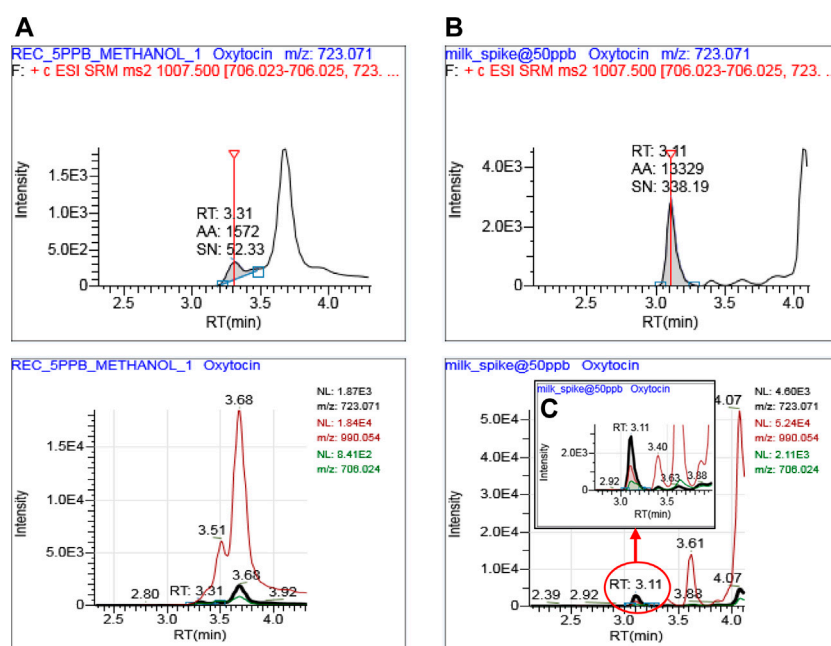 A
REC_5PPB_METHANOL_1 Oxytocin m/z: 723.071
F: + c ESI SRM ms2 1007.500 [706.023-706.025, 723. ...
Intensity
1.5E3
1.0E3
5.0E2
0
RT: 3.31
AA: 1572
SN: 52.33
2.5 3.0 3.5 4.0
RT(min)
B
milk_spike@50ppb Oxytocin m/z: 723.071
F: + c ESI SRM ms2 1007.500 [706.023-706.025, 723. ...
Intensity
4.0E3
2.0E3
0
RT: 3.11
AA: 13329
SN: 338.19
2.5 3.0 3.5 4.0
RT(min)
REC_5PPB_METHANOL_1 Oxytocin
Intensity
1.5E4
1.0E4
5.0E3
0
3.68
3.51
3.68
2.80
RT: 3.31
3.92
NL: 1.87E3
m/z: 723.071
NL: 1.84E4
m/z: 990.054
NL: 8.41E2
m/z: 706.024
2.5 3.0 3.5 4.0
RT(min)
milk_spike@50ppb Oxytocin
Intensity
5.0E4
4.0E4
3.0E4
2.0E4
1.0E4
0
4.07
3.61
4.07
2.39
2.92
RT: 3.11
3.88
NL: 4.60E3
m/z: 723.071
NL: 5.24E4
m/z: 990.054
NL: 2.11E3
m/z: 706.024
2.5 3.0 3.5 4.0
RT(min)
milk_spike@50ppb Oxytocin
C
Intensity
2.0E3
0
RT: 3.11
3.40
2.92
3.63
3.88
3.0 3.5
RT(min)